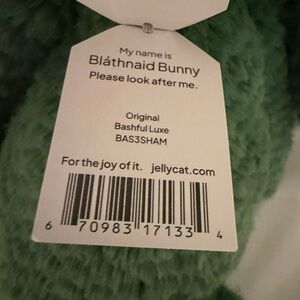 My name is
Bláthnaid Bunny
Please look after me.
Original
Bashful Luxe
BAS3SHAM
For the joy of it. jellycat.com
6 70983 17133 4